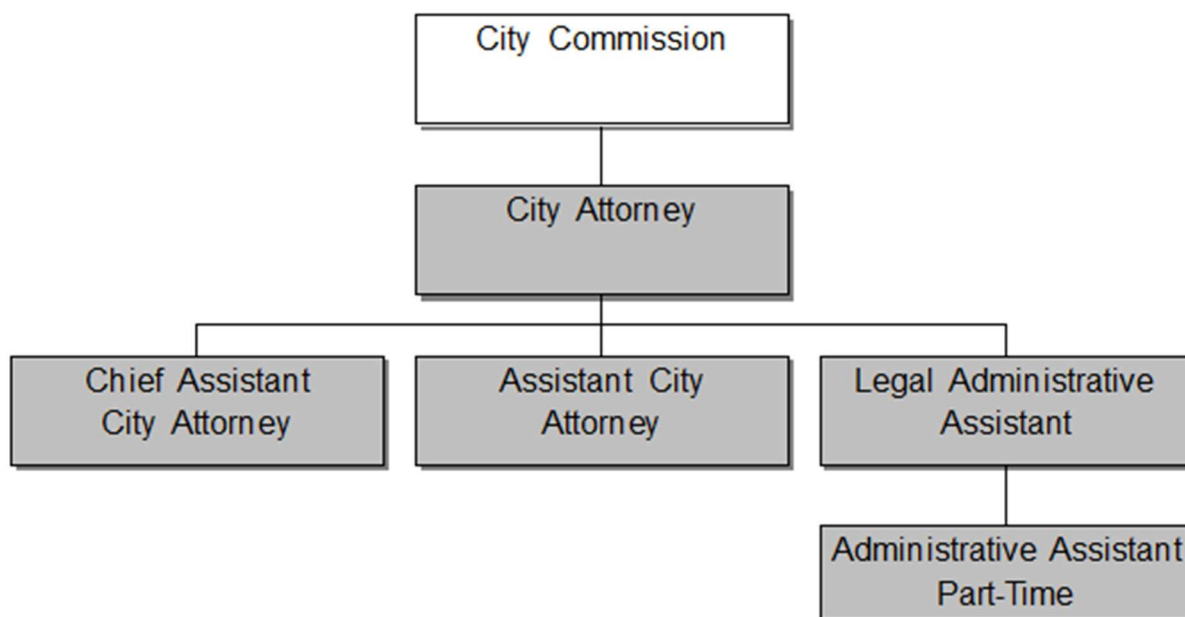 City Commission
City Attorney
Chief Assistant
City Attorney
Assistant City
Attorney
Legal Administrative
Assistant
Administrative Assistant
Part-Time